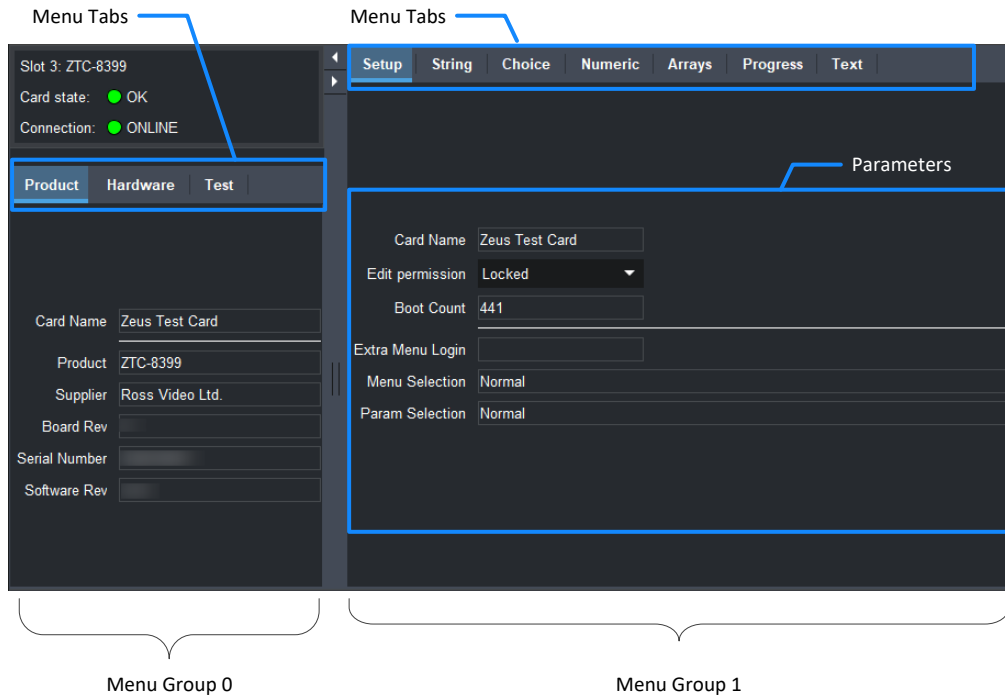 Menu Tabs
Menu Tabs
Slot 3: ZTC-8399
Card state: OK
Connection: ONLINE
Product Hardware Test
Card Name Zeus Test Card
Product ZTC-8399
Supplier Ross Video Ltd.
Board Rev
Serial Number
Software Rev
Setup String Choice Numeric Arrays Progress Text
Parameters
Card Name Zeus Test Card
Edit permission Locked
Boot Count 441
Extra Menu Login
Menu Selection Normal
Param Selection Normal
Menu Group 0
Menu Group 1